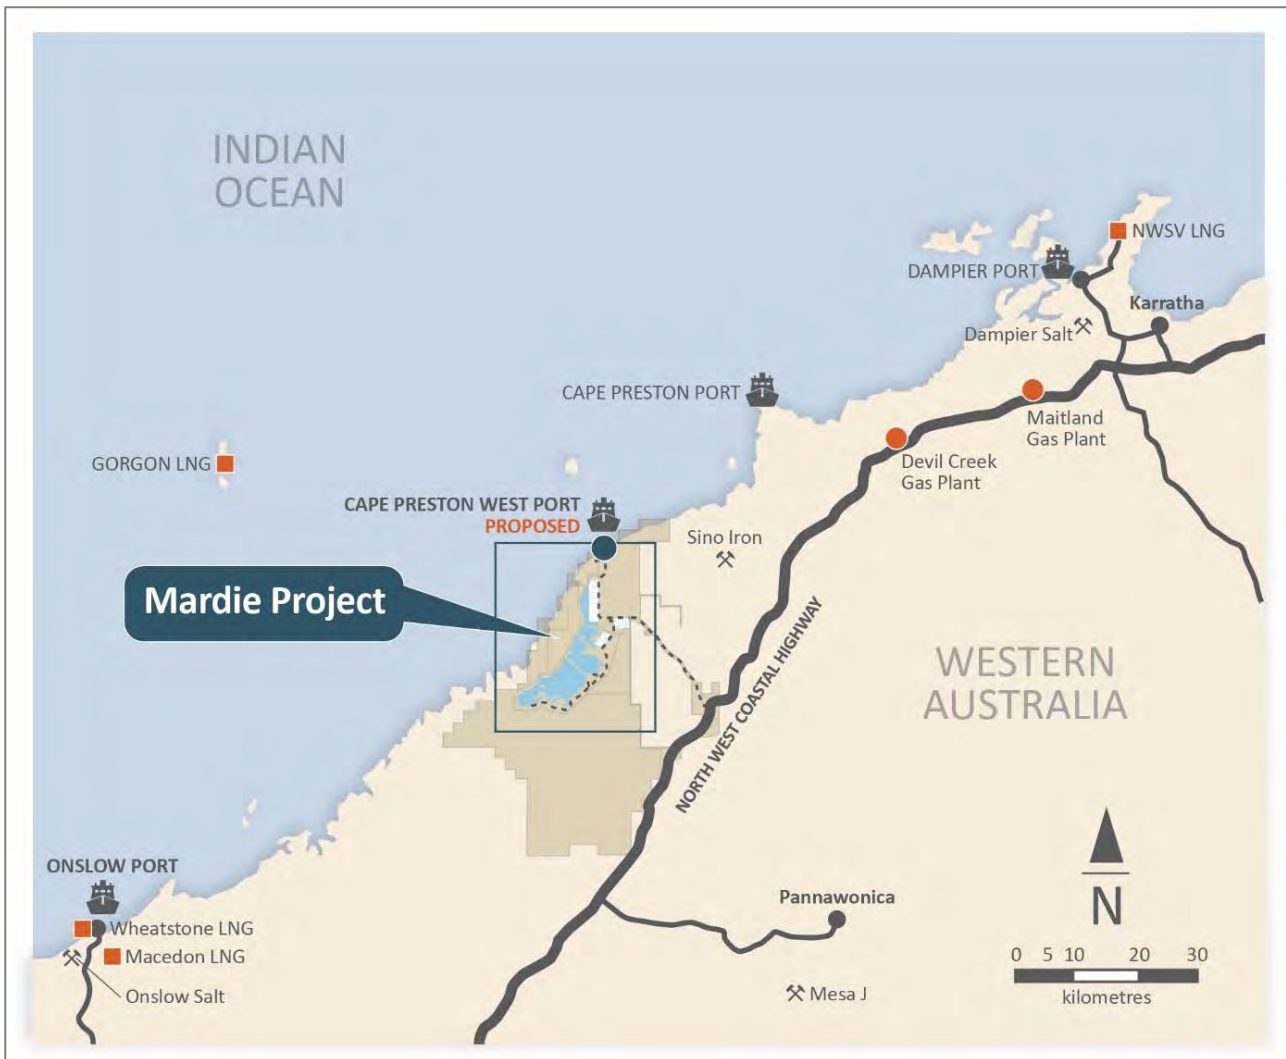 INDIAN
OCEAN
NWSV LNG
DAMPIER PORT
Karratha
Dampier Salt
CAPE PRESTON PORT
Maitland
Gas Plant
GORGON LNG
Devil Creek
Gas Plant
CAPE PRESTON WEST PORT
PROPOSED
Sino Iron
Mardie Project
NORTH WEST COASTAL HIGHWAY
WESTERN
AUSTRALIA
ONSLOW PORT
Wheatstone LNG
Macedon LNG
Onslow Salt
Pannawonica
Mesa J
N
0 5 10 20 30
kilometres